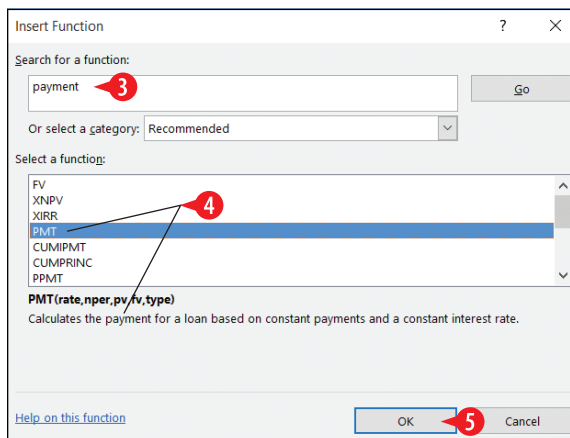 Insert Function ? ×
Search for a function:
payment 3
Go
Or select a category: Recommended
Select a function:
FV
XNPV
XIRR
PMT
4
CUMIPMT
CUMPRINC
PPMT
PMT(rate,nper,pv,fv,type)
Calculates the payment for a loan based on constant payments and a constant interest rate.
Help on this function
OK 5 Cancel